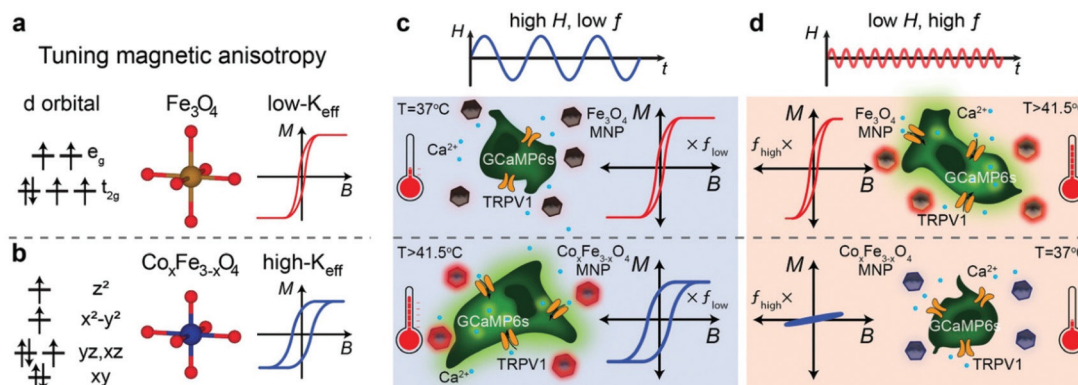 a
Tuning magnetic anisotropy
d orbital
Fe₃O₄
low-Keff
M
B
eg
t2g
b
CoₓFe₃₋ₓO₄
high-Keff
M
B
z²
x²-y²
yz,xz
xy
c
high H, low f
H
t
T=37°C
Fe₃O₄
MNP
Ca²⁺
GCaMP6s
TRPV1
M
B
× flow
T>41.5°C
CoₓFe₃₋ₓO₄
MNP
GCaMP6s
TRPV1
Ca²⁺
M
B
× flow
d
low H, high f
H
t
M
B
fhigh×
Fe₃O₄
MNP
Ca²⁺
T>41.5°
GCaMP6s
TRPV1
CoₓFe₃₋ₓO₄
MNP
M
B
fhigh×
Ca²⁺
T=37°
GCaMP6s
TRPV1